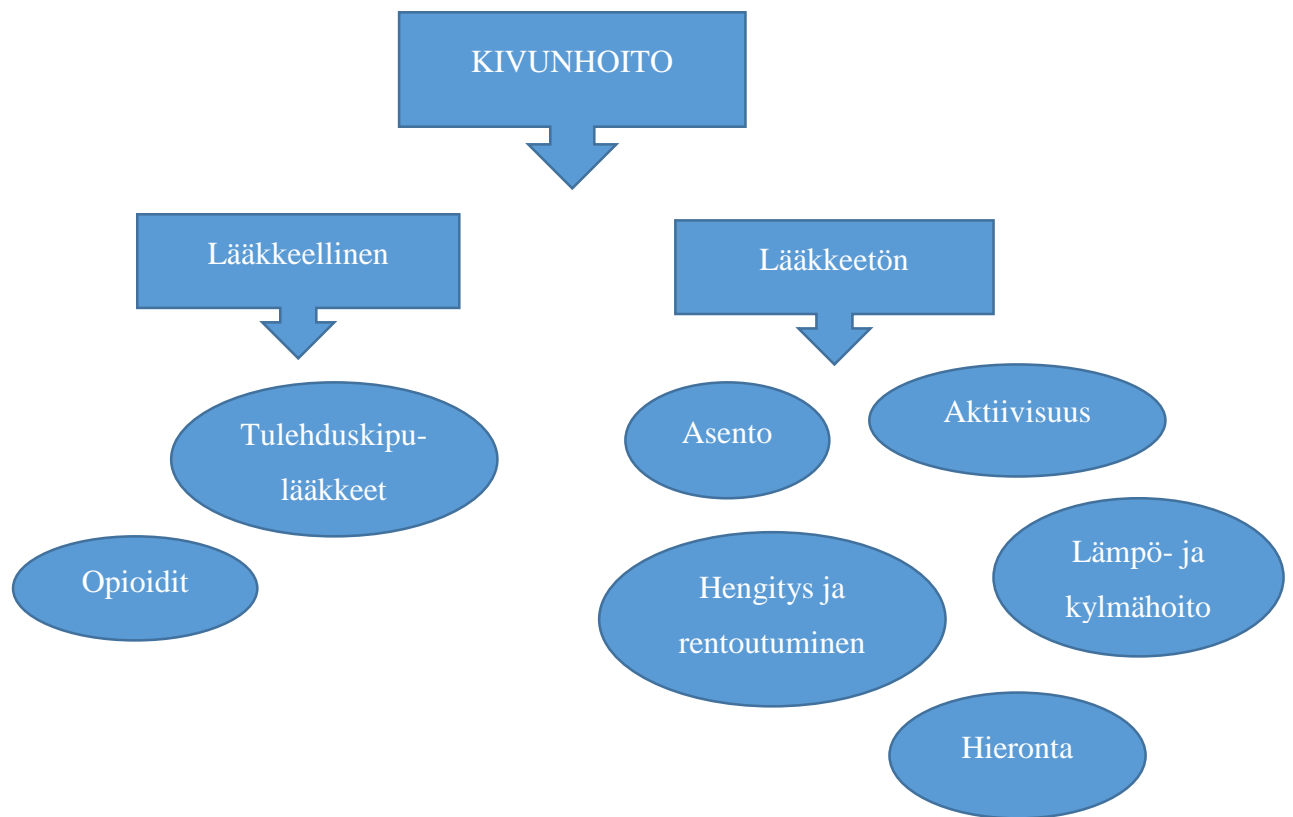 KIVUNHOITO
Lääkkeellinen
Lääkkeetön
Tulehduskipu-
lääkkeet
Opioidit
Asento
Aktiivisuus
Hengitys ja
rentoutuminen
Lämpö- ja
kylmähoito
Hieronta